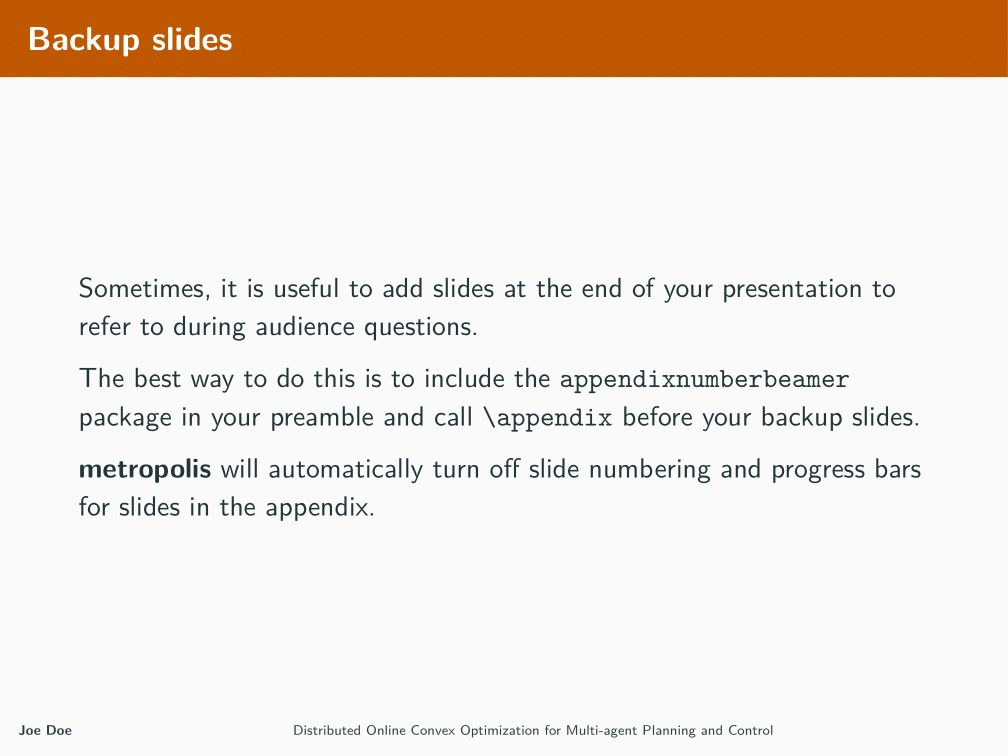 Backup slides
Sometimes, it is useful to add slides at the end of your presentation to
refer to during audience questions.
The best way to do this is to include the appendixnumberbeamer
package in your preamble and call \appendix before your backup slides.
metropolis will automatically turn off slide numbering and progress bars
for slides in the appendix.
Joe Doe
Distributed Online Convex Optimization for Multi-agent Planning and Control